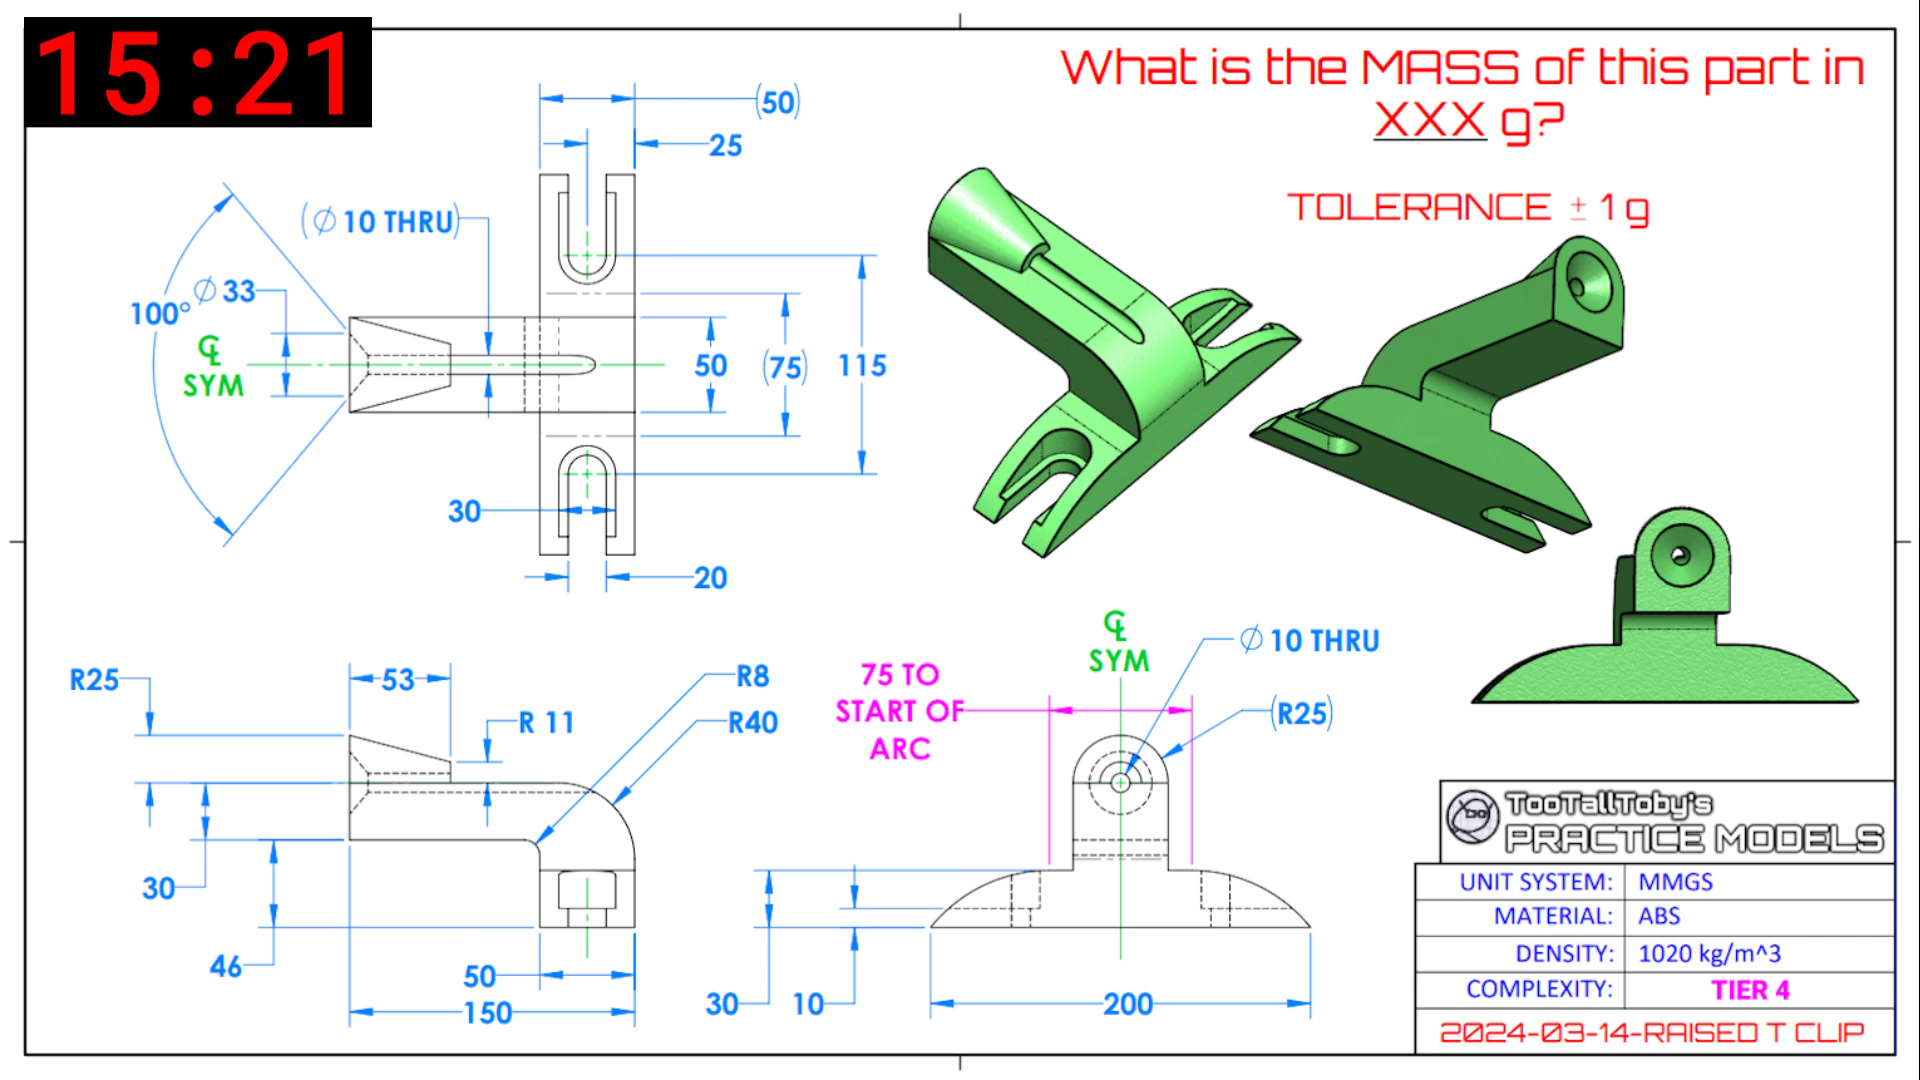 15:21
What is the MASS of this part in
XXX g?
TOLERANCE ± 1 g
(50)
25
(∅ 10 THRU)
∅ 33
100°
℄
SYM
50
(75)
115
30
20
℄
SYM
∅ 10 THRU
R25
53
R8
75 TO
START OF
ARC
R 11
R40
(R25)
30
46
50
150
30
10
200
TooTallToby's
PRACTICE MODELS
UNIT SYSTEM: MMGS
MATERIAL: ABS
DENSITY: 1020 kg/m^3
COMPLEXITY: TIER 4
2024-03-14-RAISED T CLIP